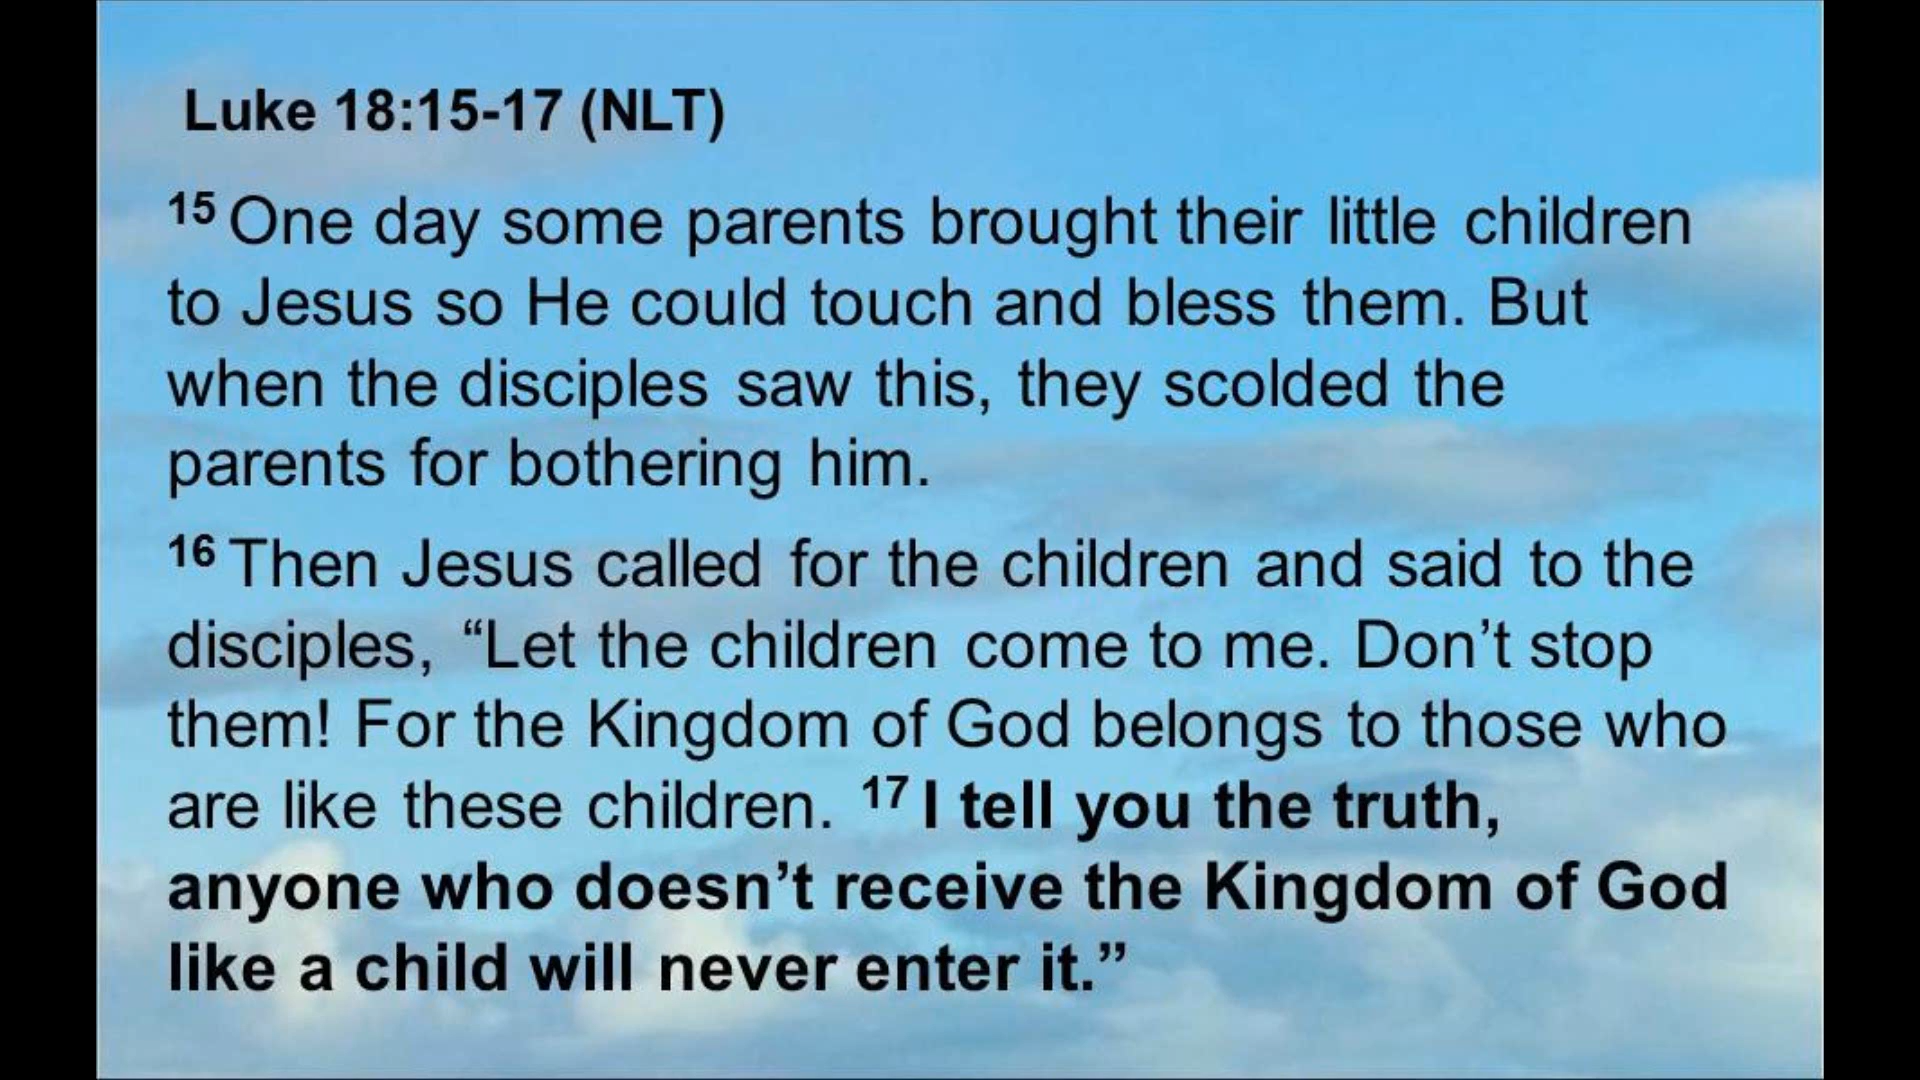 Luke 18:15-17 (NLT)
15 One day some parents brought their little children
to Jesus so He could touch and bless them. But
when the disciples saw this, they scolded the
parents for bothering him.
16 Then Jesus called for the children and said to the
disciples, “Let the children come to me. Don’t stop
them! For the Kingdom of God belongs to those who
are like these children. 17 I tell you the truth,
anyone who doesn’t receive the Kingdom of God
like a child will never enter it.”